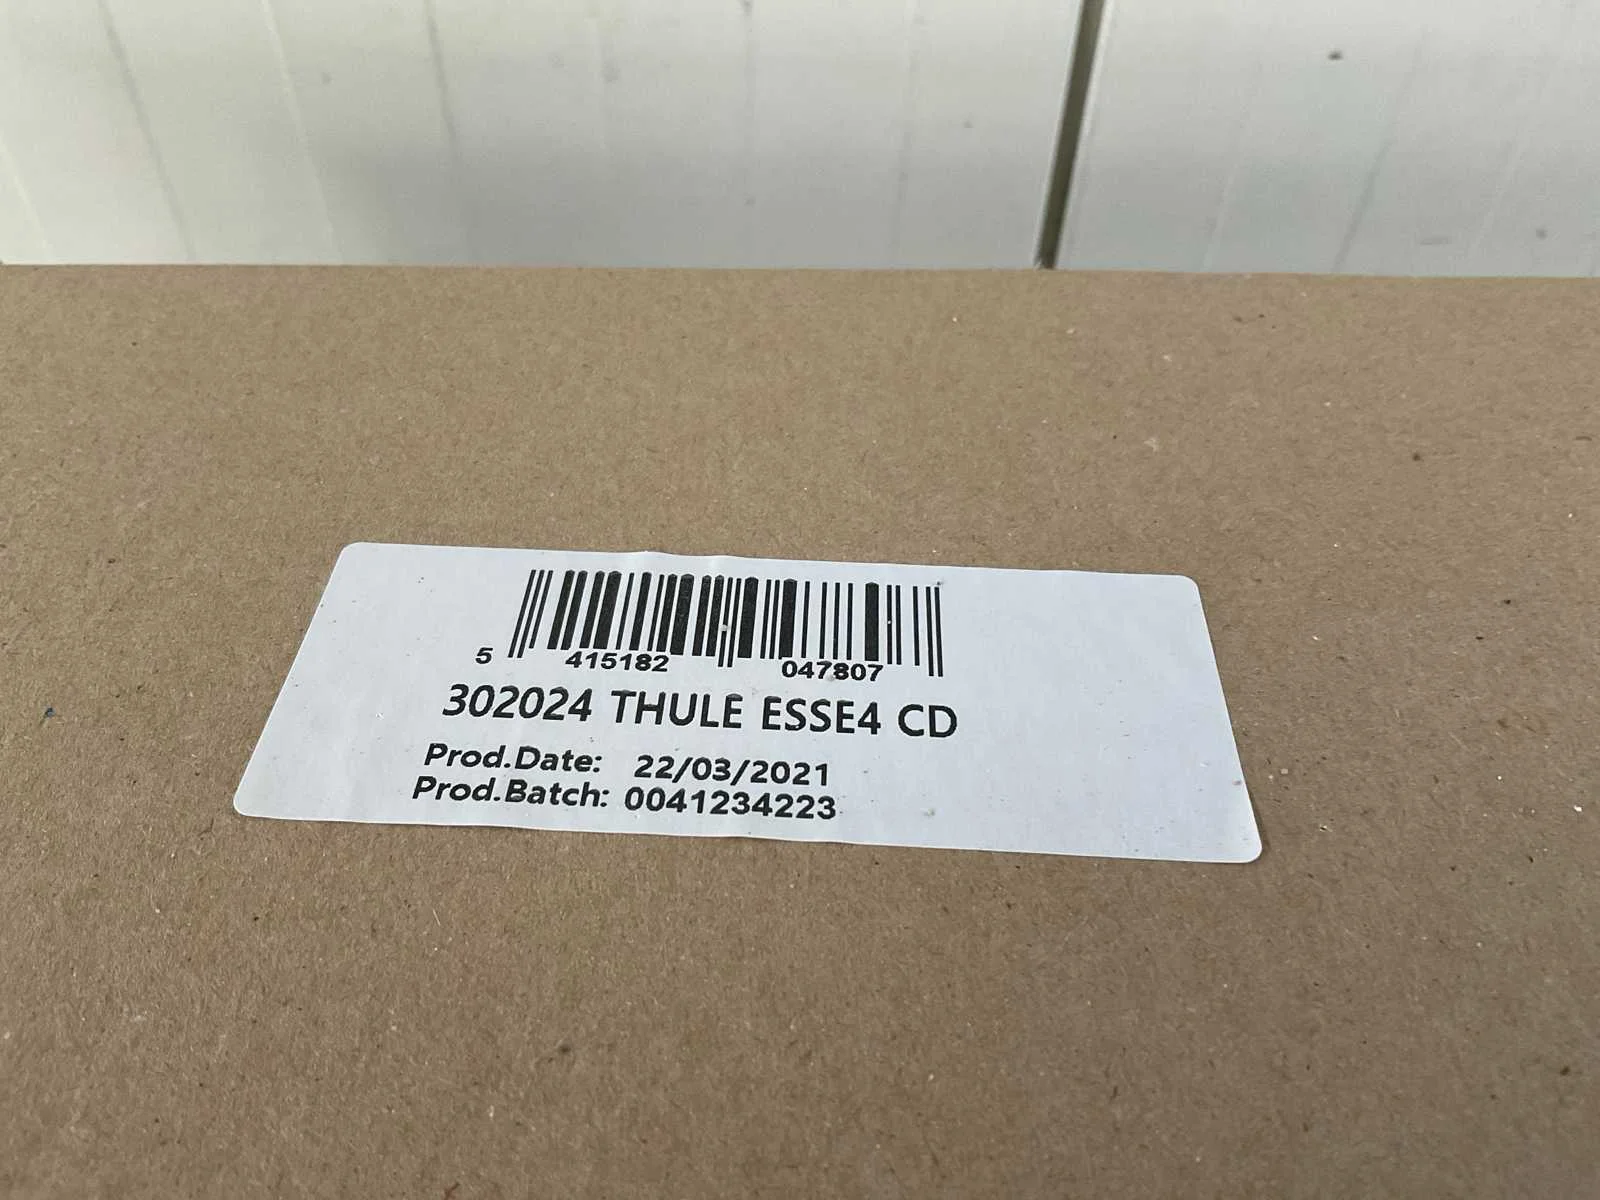 5 415182 047807
302024 THULE ESSE4 CD
Prod.Date: 22/03/2021
Prod.Batch: 0041234223